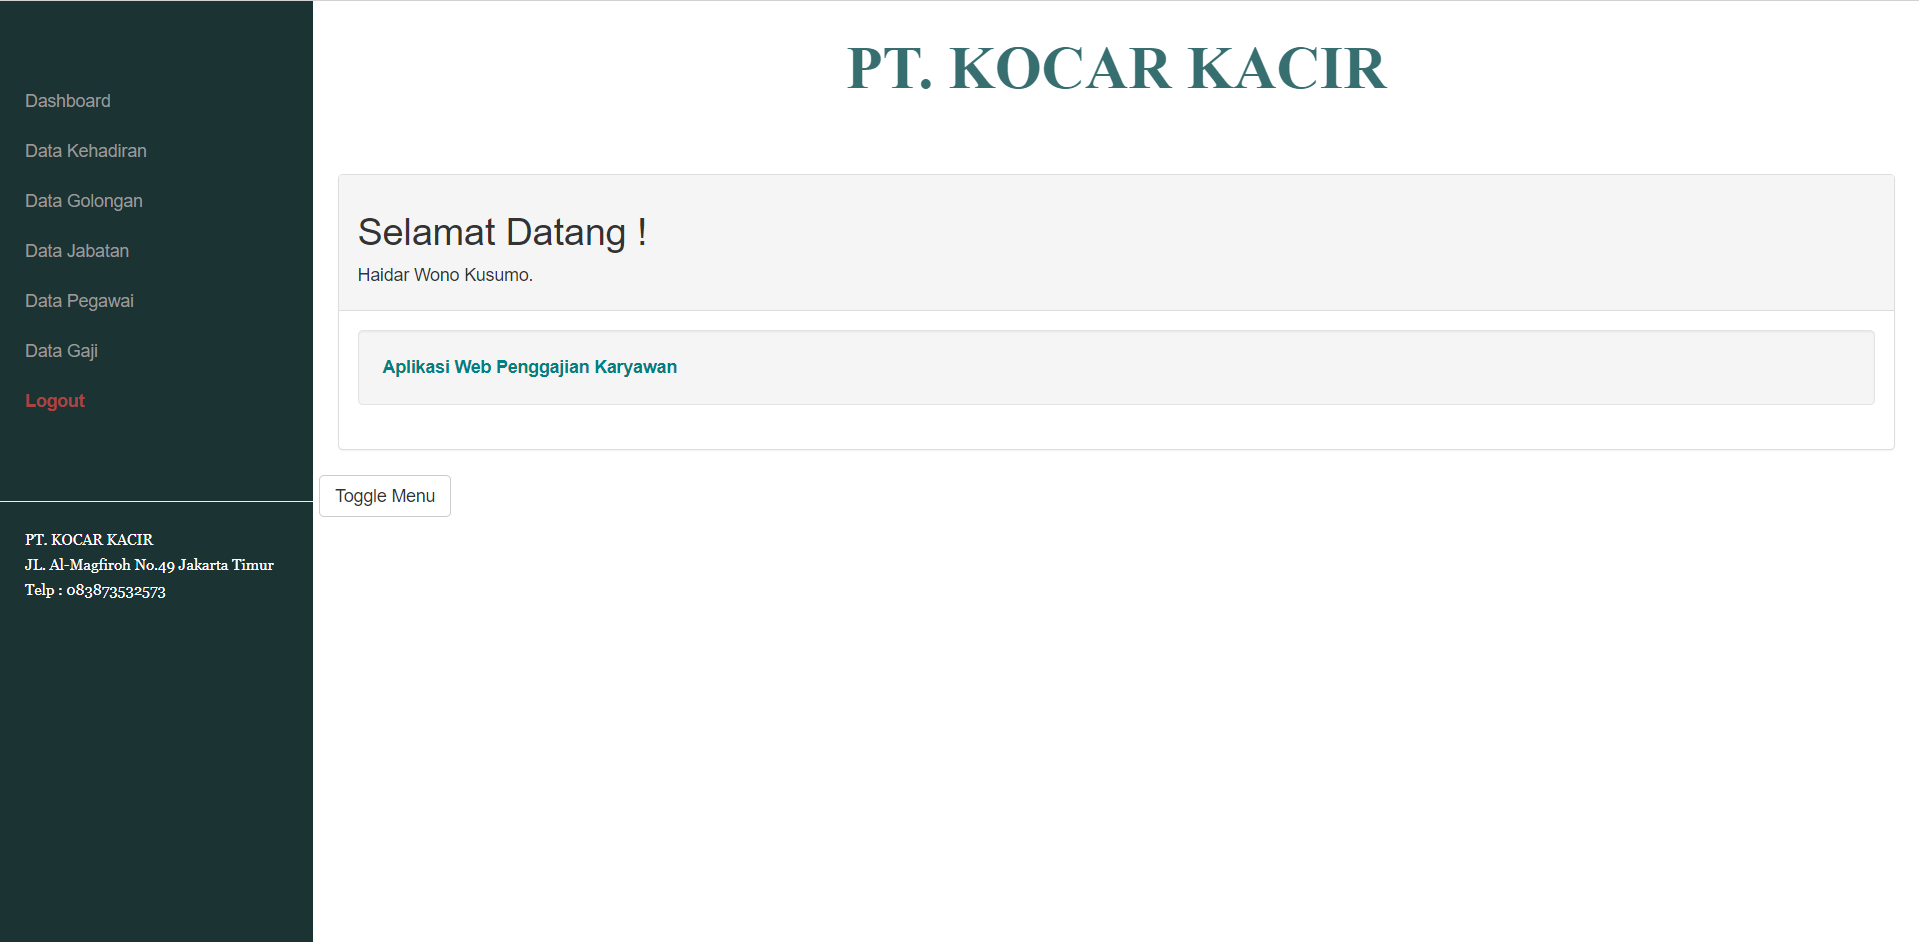 Dashboard
Data Kehadiran
Data Golongan
Data Jabatan
Data Pegawai
Data Gaji
Logout
PT. KOCAR KACIR
JL. Al-Magfiroh No.49 Jakarta Timur
Telp : 083873532573
PT. KOCAR KACIR
Selamat Datang !
Haidar Wono Kusumo.
Aplikasi Web Penggajian Karyawan
Toggle Menu